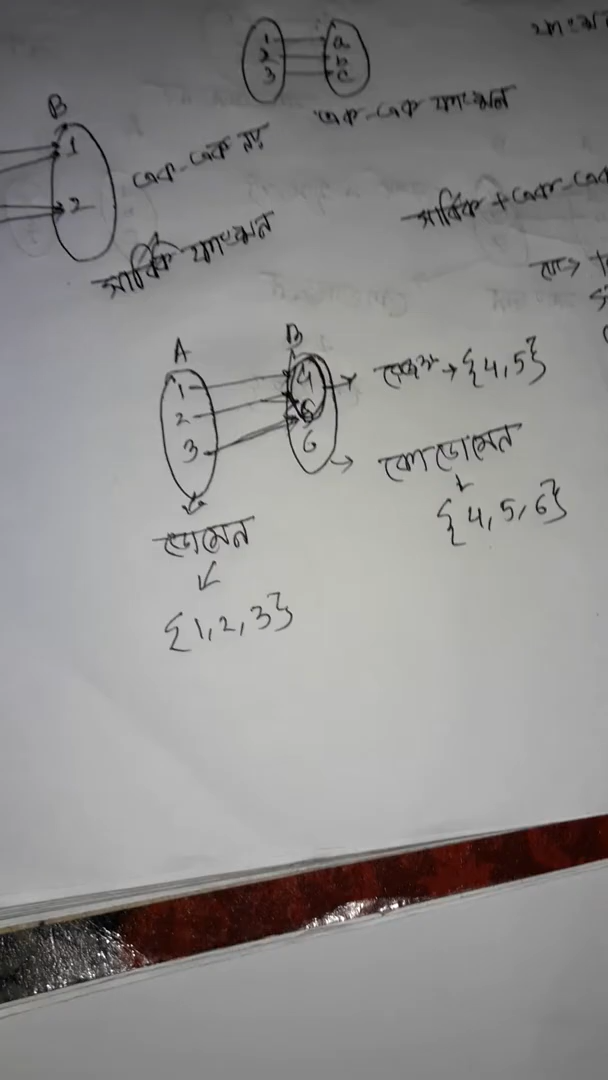 1 a
2 b
3 c
এক-এক ফাংশন
B
1
2
এক-এক নয়
সার্বিক ফাংশন
সার্বিক + এক-এক
A B
1 4
2 5
3 6
রেঞ্জ → {4,5}
কোডোমেন
{4,5,6}
ডোমেন
{1,2,3}